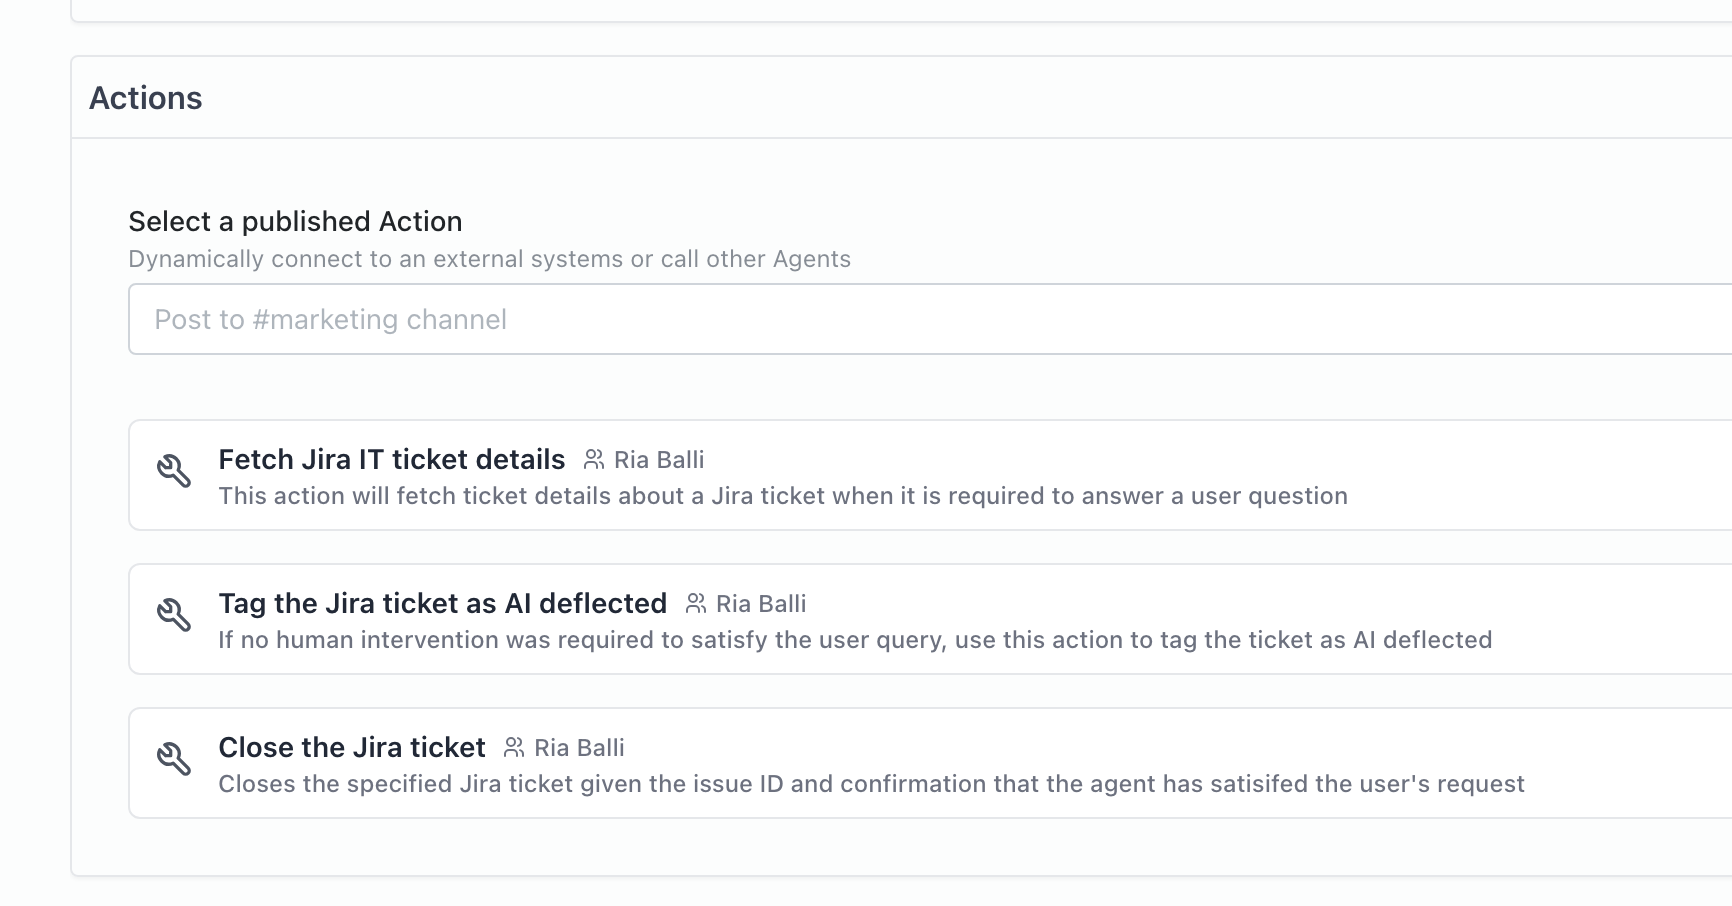 Actions
Select a published Action
Dynamically connect to an external systems or call other Agents
Post to #marketing channel
Fetch Jira IT ticket details Ria Balli
This action will fetch ticket details about a Jira ticket when it is required to answer a user question
Tag the Jira ticket as AI deflected Ria Balli
If no human intervention was required to satisfy the user query, use this action to tag the ticket as AI deflected
Close the Jira ticket Ria Balli
Closes the specified Jira ticket given the issue ID and confirmation that the agent has satisifed the user's request